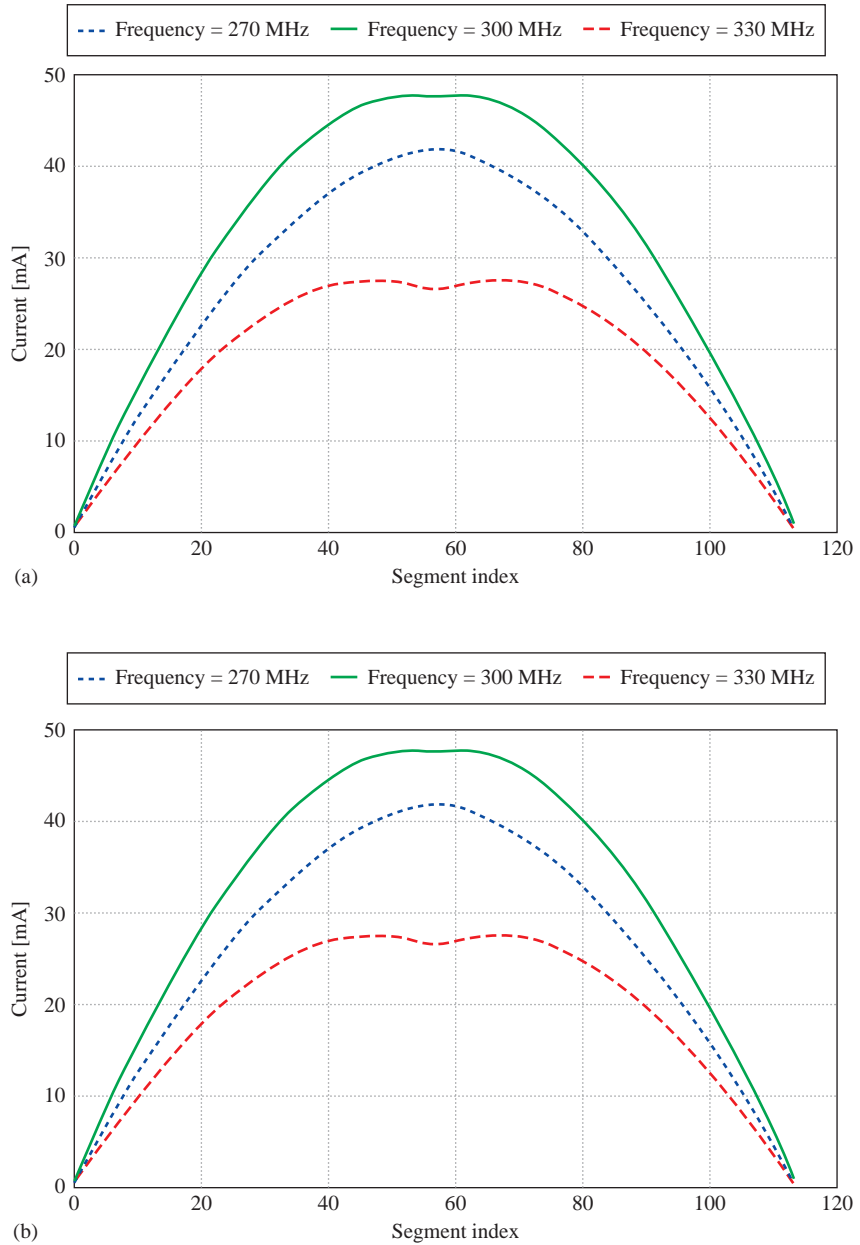 Frequency = 270 MHz Frequency = 300 MHz Frequency = 330 MHz
50
40
30
20
10
0
Current [mA]
0 20 40 60 80 100 120
Segment index
(a)
Frequency = 270 MHz Frequency = 300 MHz Frequency = 330 MHz
50
40
30
20
10
0
Current [mA]
0 20 40 60 80 100 120
Segment index
(b)